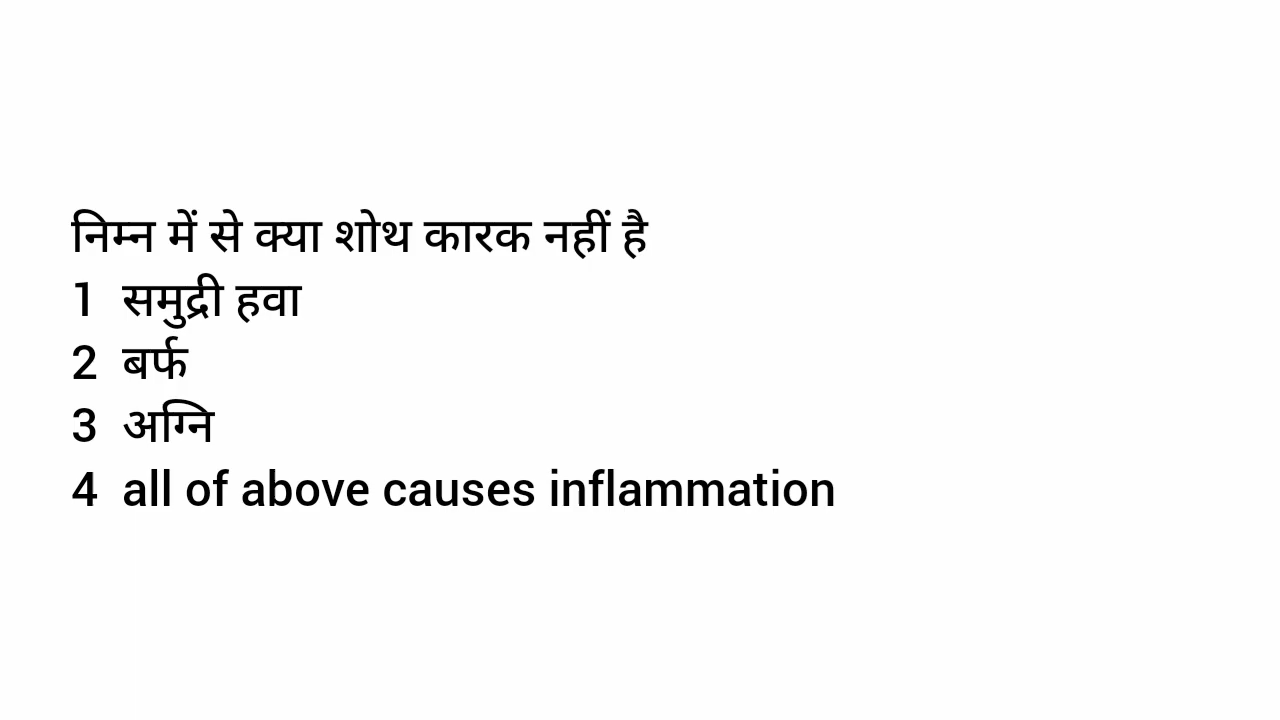 निम्न में से क्या शोथ कारक नहीं है
1 समुद्री हवा
2 बर्फ
3 अग्नि
4 all of above causes inflammation